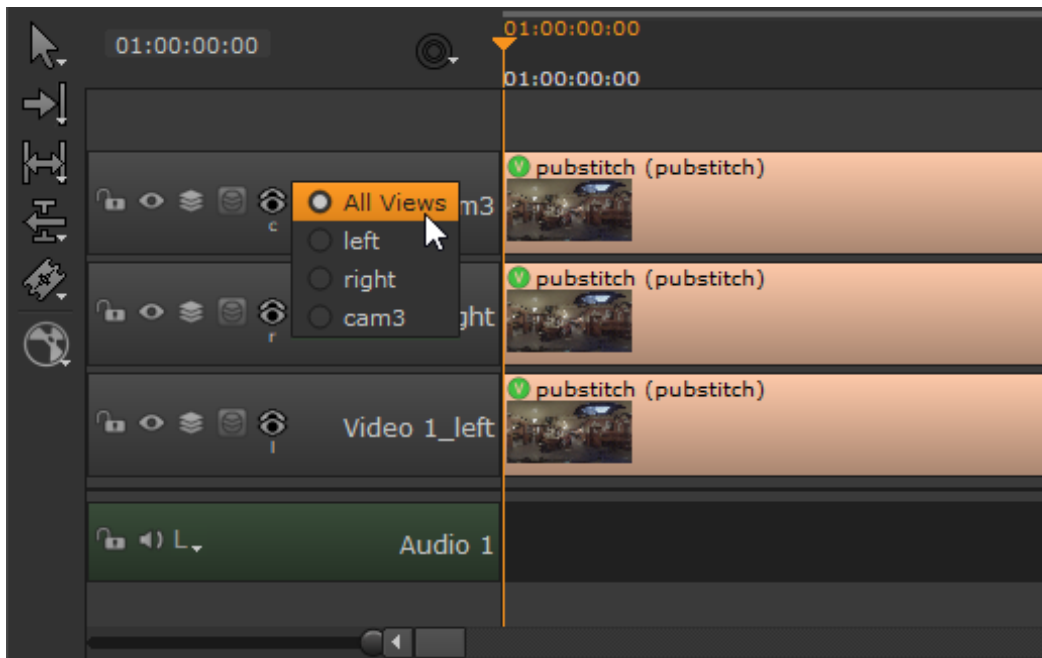 01:00:00:00
01:00:00:00
01:00:00:00
V pubstitch (pubstitch)
c
All Views
m3
left
right
cam3
V pubstitch (pubstitch)
r
ght
V pubstitch (pubstitch)
l
Video 1_left
L
Audio 1